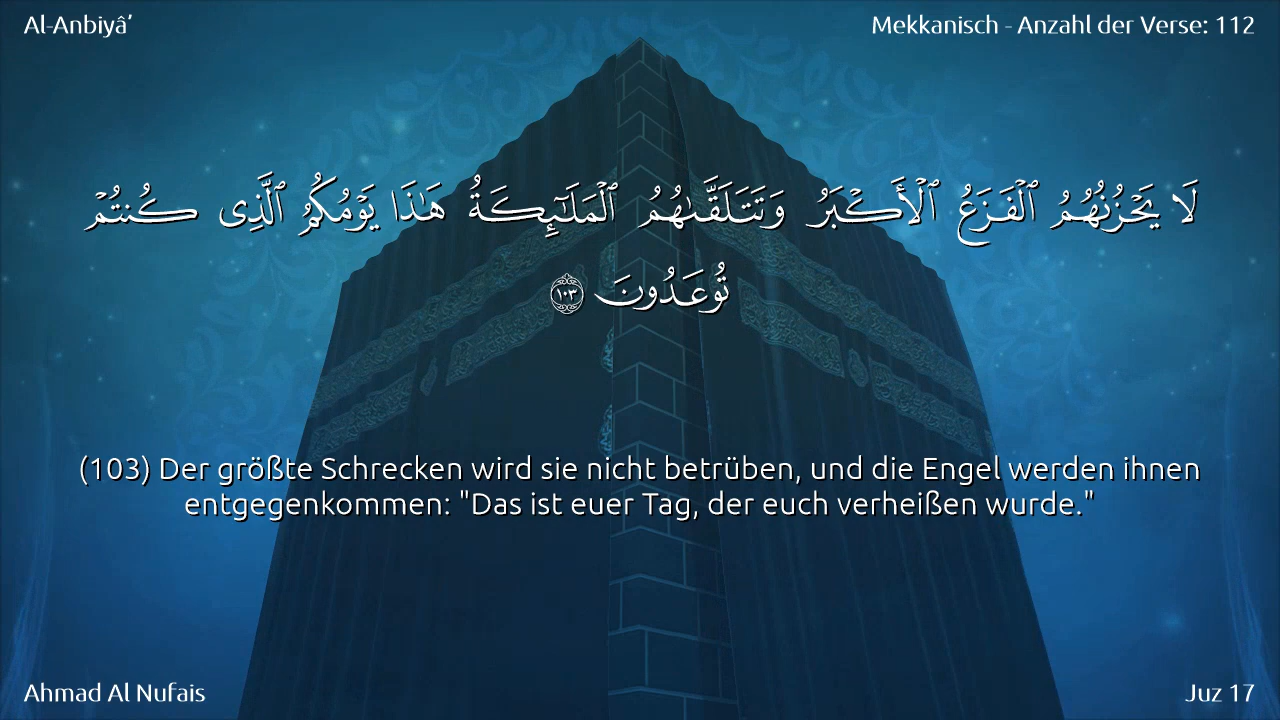 Al-Anbiyâ’
Mekkanisch - Anzahl der Verse: 112
لَا يَحْزُنُهُمُ ٱلْفَزَعُ ٱلْأَكْبَرُ وَتَتَلَقَّىٰهُمُ ٱلْمَلَـٰٓئِكَةُ هَـٰذَا يَوْمُكُمُ ٱلَّذِى كُنتُمْ
تُوعَدُونَ ١٠٣
(103) Der größte Schrecken wird sie nicht betrüben, und die Engel werden ihnen
entgegenkommen: "Das ist euer Tag, der euch verheißen wurde."
Ahmad Al Nufais
Juz 17